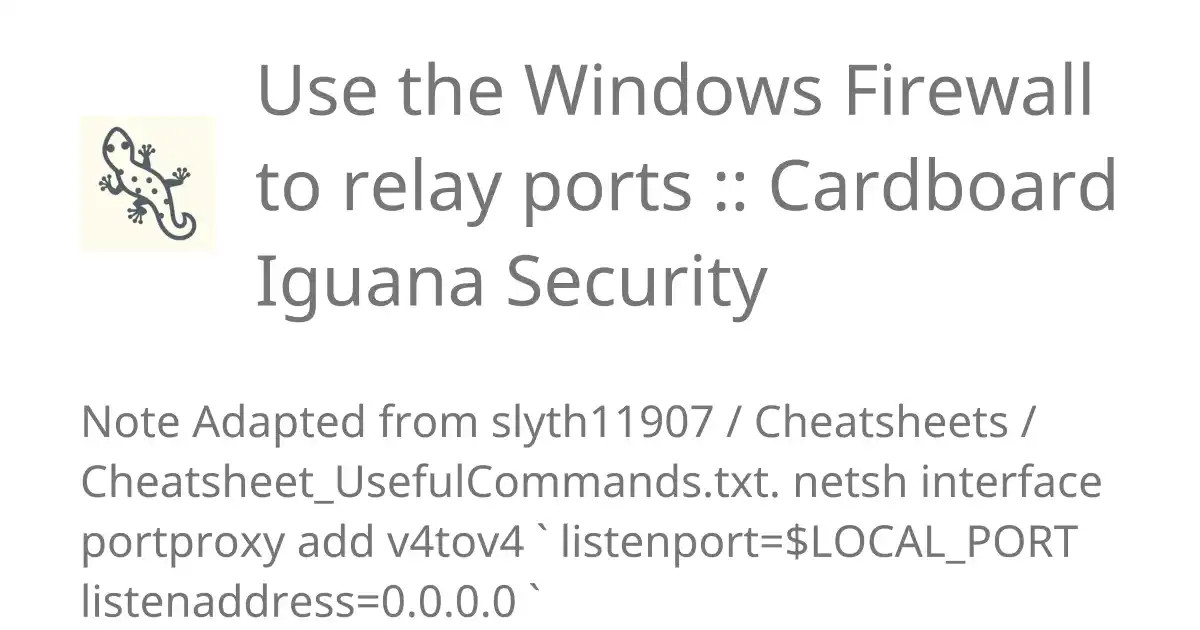 Use the Windows Firewall
to relay ports :: Cardboard
Iguana Security
Note Adapted from slyth11907 / Cheatsheets /
Cheatsheet_UsefulCommands.txt. netsh interface
portproxy add v4tov4 ` listenport=$LOCAL_PORT
listenaddress=0.0.0.0 `